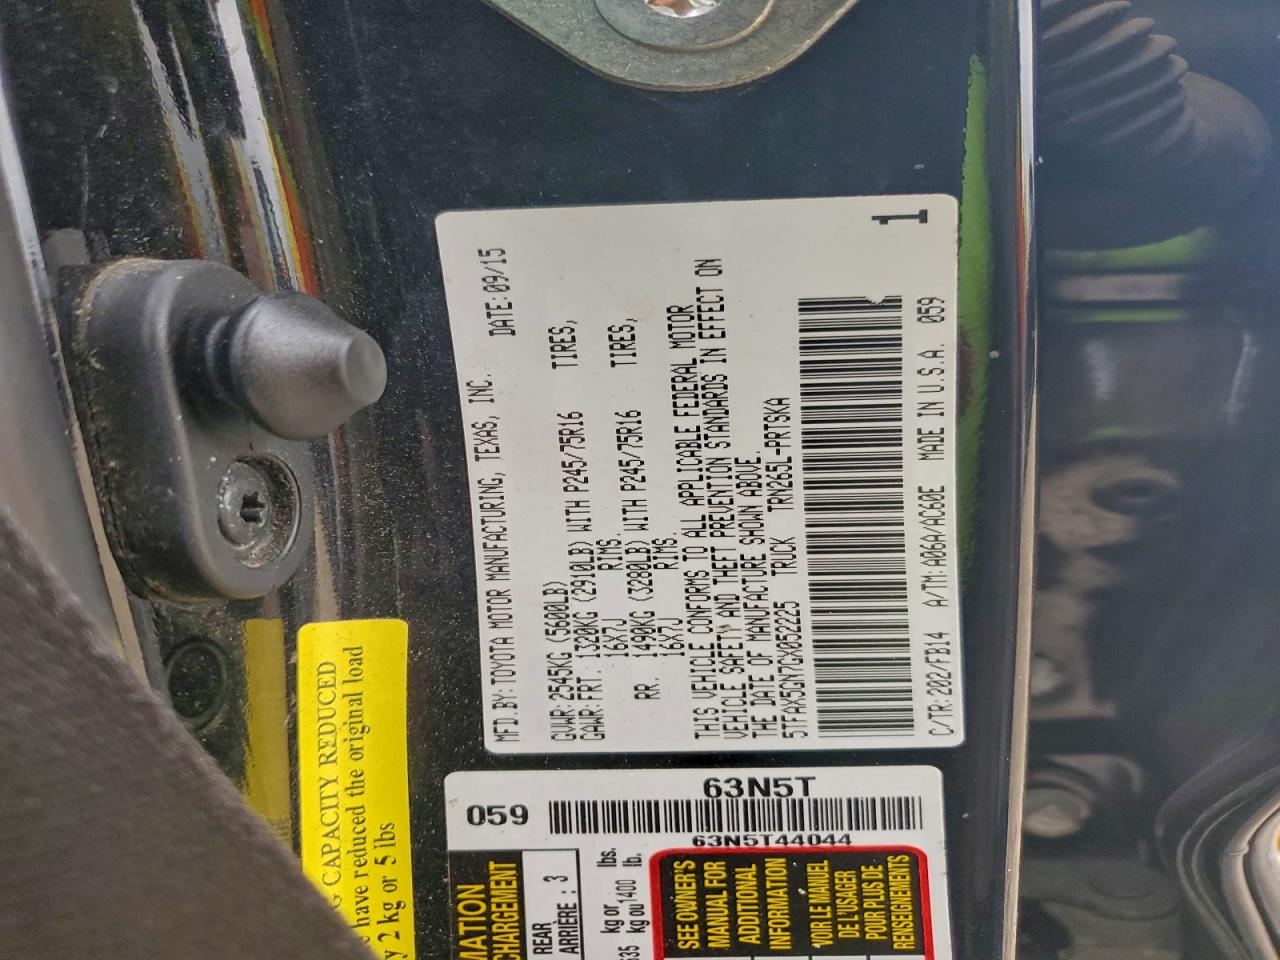 MFD.BY:TOYOTA MOTOR MANUFACTURING, TEXAS, INC.
DATE:09/15
GVWR:2545KG (5600LB)
GAWR:FRT. 1320KG (2910LB) WITH P245/75R16 TIRES,
16X7J RIMS.
RR. 1490KG (3280LB) WITH P245/75R16 TIRES,
16X7J RIMS.
THIS VEHICLE CONFORMS TO ALL APPLICABLE FEDERAL MOTOR
VEHICLE SAFETY AND THEFT PREVENTION STANDARDS IN EFFECT ON
THE DATE OF MANUFACTURE SHOWN ABOVE.
5TFAX5GN7GX052225 TRUCK TRN265L-PRTSKA
C/TR:202/FB14 A/TM:A06A/AC60E MADE IN U.S.A. 059
1
CAPACITY REDUCED
have reduced the original load
2 kg or 5 lbs
059
63N5T
63N5T44044
MATION
CHARGEMENT
REAR
ARRIÈRE : 3
635 kg or lbs.
kg ou 1400 lb.
SEE OWNER'S
MANUAL FOR
ADDITIONAL
INFORMATION
VOIR LE MANUEL
DE L'USAGER
POUR PLUS DE
RENSEIGNEMENTS